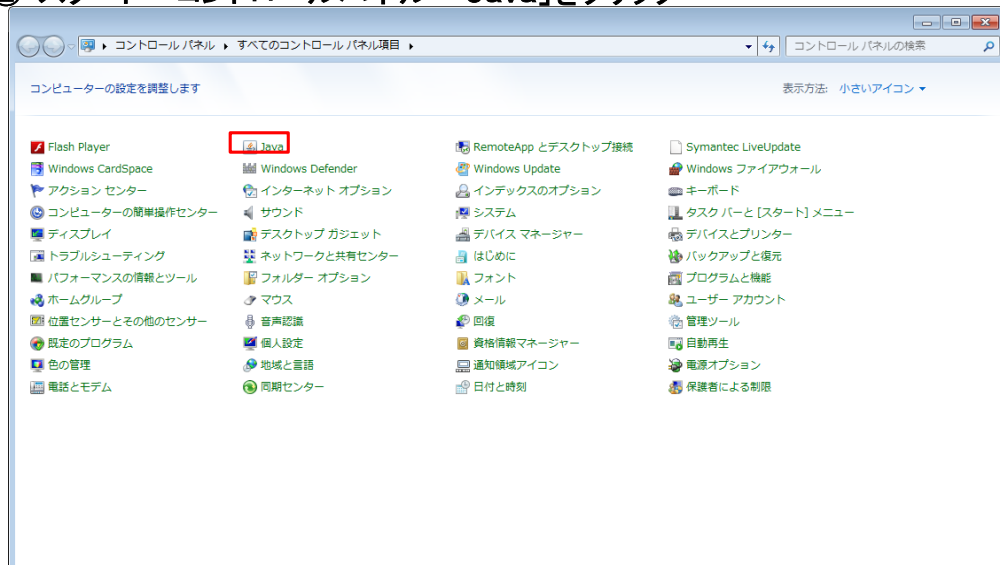 コントロール パネル ▸ すべてのコントロール パネル項目 ▸ コントロール パネルの検索
コンピューターの設定を調整します 表示方法: 小さいアイコン
Flash Player Java RemoteApp とデスクトップ接続 Symantec LiveUpdate
Windows CardSpace Windows Defender Windows Update Windows ファイアウォール
アクション センター インターネット オプション インデックスのオプション キーボード
コンピューターの簡単操作センター サウンド システム タスク バーと [スタート] メニュー
ディスプレイ デスクトップ ガジェット デバイス マネージャー デバイスとプリンター
トラブルシューティング ネットワークと共有センター はじめに バックアップと復元
パフォーマンスの情報とツール フォルダー オプション フォント プログラムと機能
ホームグループ マウス メール ユーザー アカウント
位置センサーとその他のセンサー 音声認識 回復 管理ツール
既定のプログラム 個人設定 資格情報マネージャー 自動再生
色の管理 地域と言語 通知領域アイコン 電源オプション
電話とモデム 同期センター 日付と時刻 保護者による制限